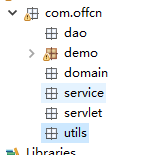 com.offcn
dao
demo
domain
service
servlet
utils
Libraries